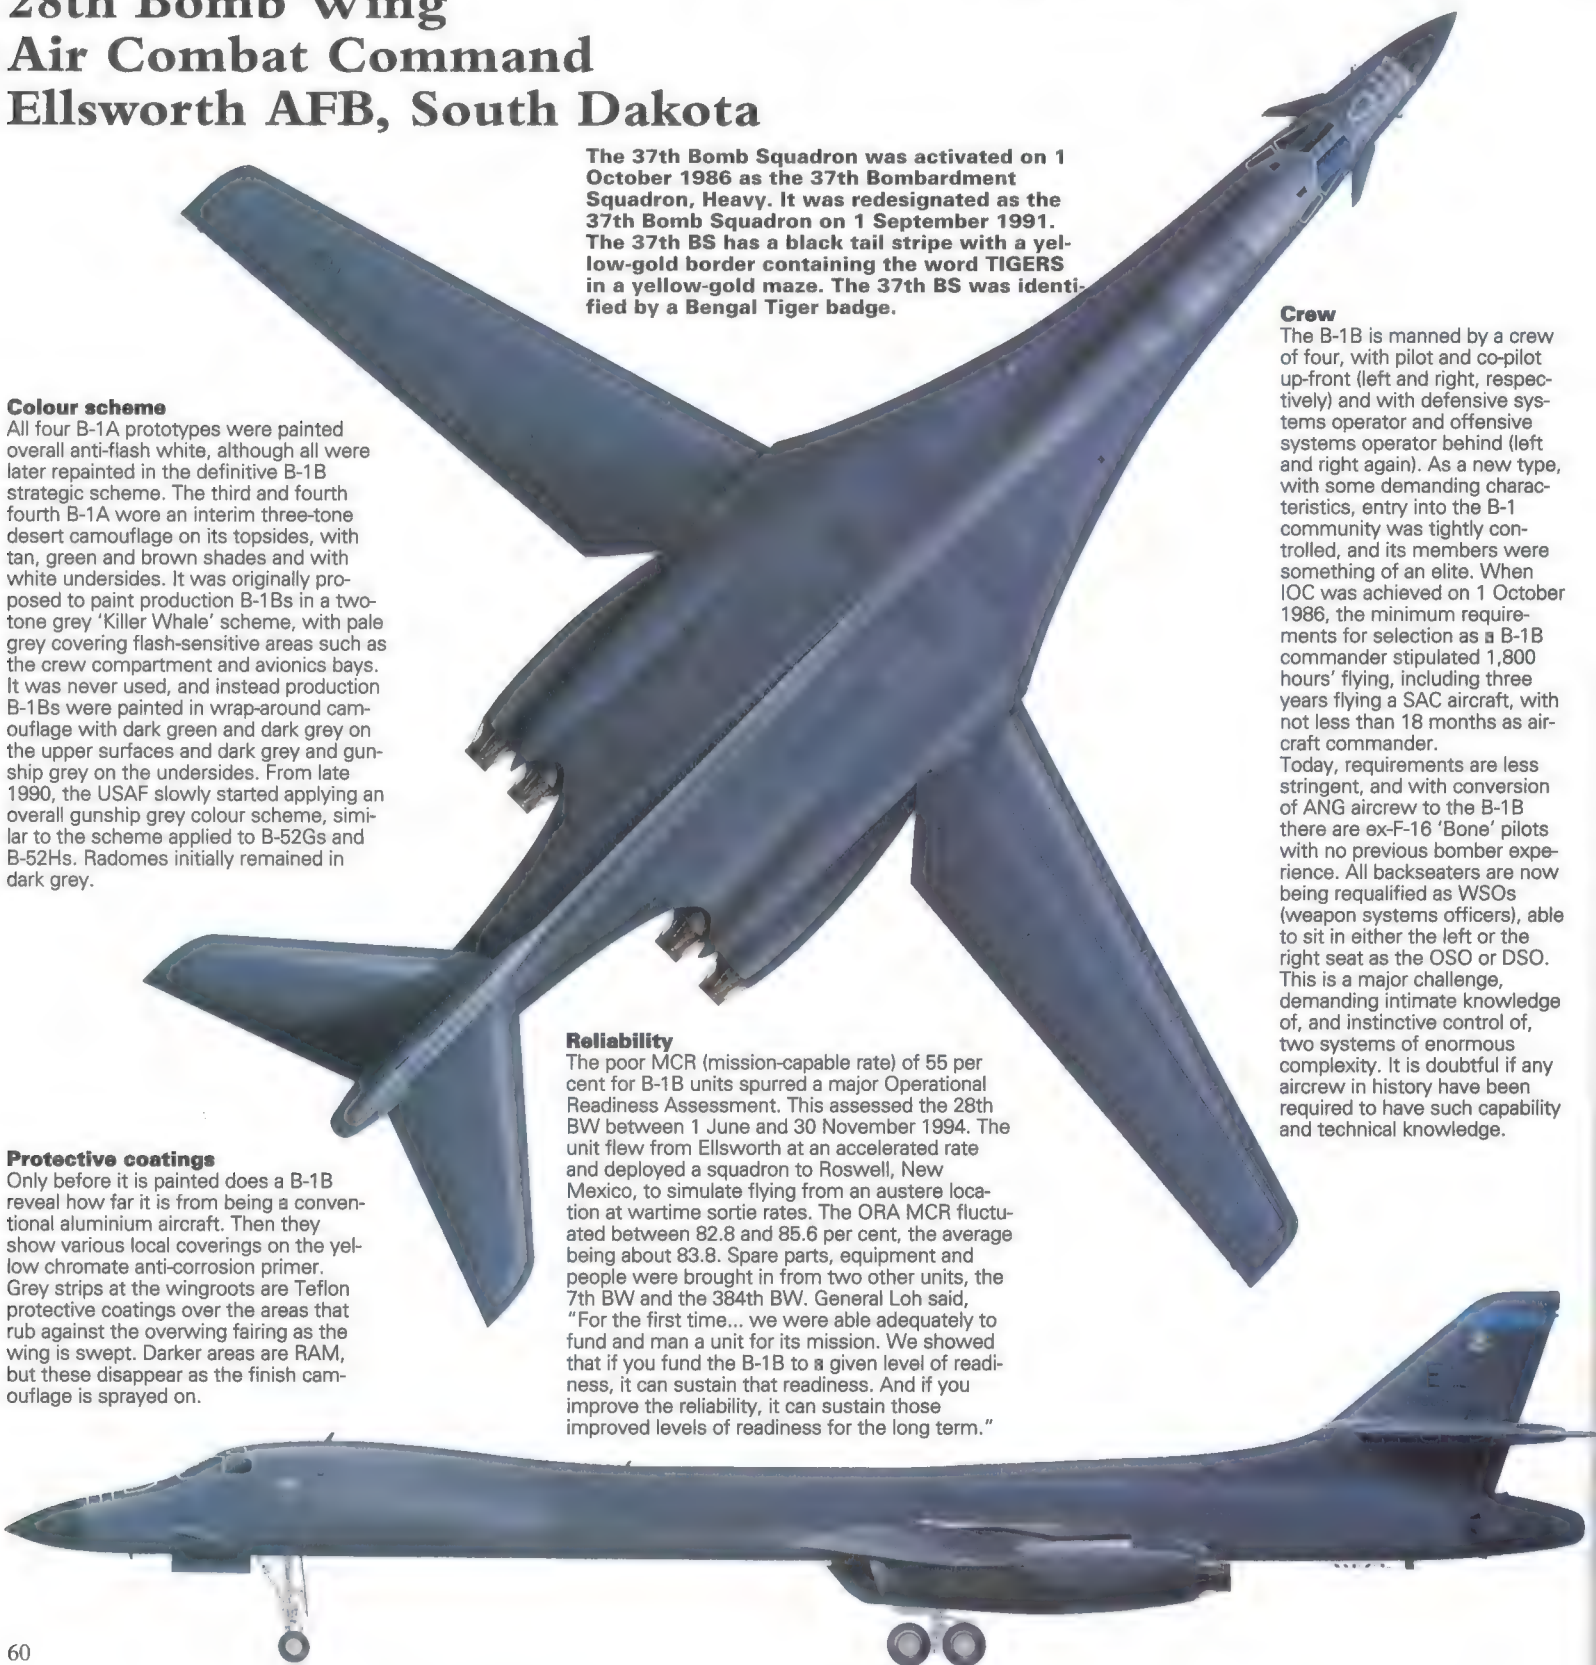 28th Bomb Wing
Air Combat Command
Ellsworth AFB, South Dakota
The 37th Bomb Squadron was activated on 1
October 1986 as the 37th Bombardment
Squadron, Heavy. It was redesignated as the
37th Bomb Squadron on 1 September 1991.
The 37th BS has a black tail stripe with a yel-
low-gold border containing the word TIGERS
in a yellow-gold maze. The 37th BS was identi-
fied by a Bengal Tiger badge.
Colour scheme
All four B-1A prototypes were painted
overall anti-flash white, although all were
later repainted in the definitive B-1B
strategic scheme. The third and fourth
fourth B-1A wore an interim three-tone
desert camouflage on its topsides, with
tan, green and brown shades and with
white undersides. It was originally pro-
posed to paint production B-1Bs in a two-
tone grey 'Killer Whale' scheme, with pale
grey covering flash-sensitive areas such as
the crew compartment and avionics bays.
It was never used, and instead production
B-1Bs were painted in wrap-around cam-
ouflage with dark green and dark grey on
the upper surfaces and dark grey and gun-
ship grey on the undersides. From late
1990, the USAF slowly started applying an
overall gunship grey colour scheme, simi-
lar to the scheme applied to B-52Gs and
B-52Hs. Radomes initially remained in
dark grey.
Protective coatings
Only before it is painted does a B-1B
reveal how far it is from being a conven-
tional aluminium aircraft. Then they
show various local coverings on the yel-
low chromate anti-corrosion primer.
Grey strips at the wingroots are Teflon
protective coatings over the areas that
rub against the overwing fairing as the
wing is swept. Darker areas are RAM,
but these disappear as the finish cam-
ouflage is sprayed on.
Reliability
The poor MCR (mission-capable rate) of 55 per
cent for B-1B units spurred a major Operational
Readiness Assessment. This assessed the 28th
BW between 1 June and 30 November 1994. The
unit flew from Ellsworth at an accelerated rate
and deployed a squadron to Roswell, New
Mexico, to simulate flying from an austere loca-
tion at wartime sortie rates. The ORA MCR fluctu-
ated between 82.8 and 85.6 per cent, the average
being about 83.8. Spare parts, equipment and
people were brought in from two other units, the
7th BW and the 384th BW. General Loh said,
"For the first time... we were able adequately to
fund and man a unit for its mission. We showed
that if you fund the B-1B to a given level of readi-
ness, it can sustain that readiness. And if you
improve the reliability, it can sustain those
improved levels of readiness for the long term."
Crew
The B-1B is manned by a crew
of four, with pilot and co-pilot
up-front (left and right, respec-
tively) and with defensive sys-
tems operator and offensive
systems operator behind (left
and right again). As a new type,
with some demanding charac-
teristics, entry into the B-1
community was tightly con-
trolled, and its members were
something of an elite. When
IOC was achieved on 1 October
1986, the minimum require-
ments for selection as a B-1B
commander stipulated 1,800
hours' flying, including three
years flying a SAC aircraft, with
not less than 18 months as air-
craft commander.
Today, requirements are less
stringent, and with conversion
of ANG aircrew to the B-1B
there are ex-F-16 'Bone' pilots
with no previous bomber expe-
rience. All backseaters are now
being requalified as WSOs
(weapon systems officers), able
to sit in either the left or the
right seat as the OSO or DSO.
This is a major challenge,
demanding intimate knowledge
of, and instinctive control of,
two systems of enormous
complexity. It is doubtful if any
aircrew in history have been
required to have such capability
and technical knowledge.
60